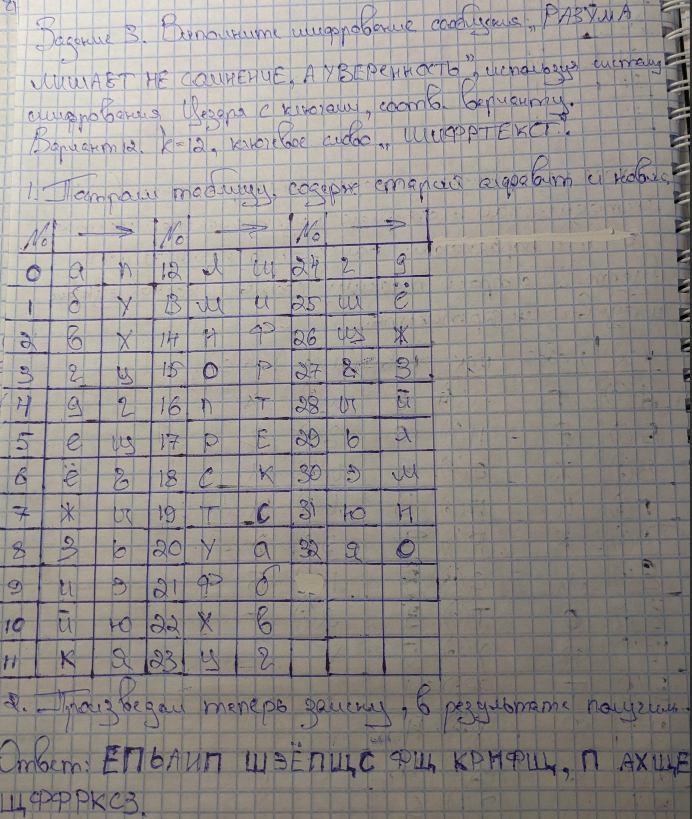 Задание 3. Выполните шифрование сообщения „РАЗУМА
ЛИШАЕТ НЕ СОМНЕНИЕ, А УВЕРЕННОСТЬ", используя систему
шифрования Цезаря с ключом, соотв. варианту.
Вариант 12. k=12, ключевое слово „ШИФРТЕКСТ".
1. Построим таблицу, содерж старый алфавит и новый
№ → № → № →
0 а п 12 л ш 24 ч д
1 б у 13 м и 25 ш ё
2 в х 14 н ф 26 щ ж
3 г ц 15 о р 27 ъ з
4 д ч 16 п т 28 ы й
5 е щ 17 р Е 29 ь л
6 ё ъ 18 с к 30 э м
7 ж ы 19 т с 31 ю н
8 з ь 20 у а 32 я о
9 и э 21 ф б
10 й ю 22 х в
11 к я 23 ц г
2. Произведём теперь замену, в результате получим
Ответ: ЕПЬАИП ШЭЁПЩС ФЩ КРИФЩ, П АХЩЕ
ЩФФРКСЗ.